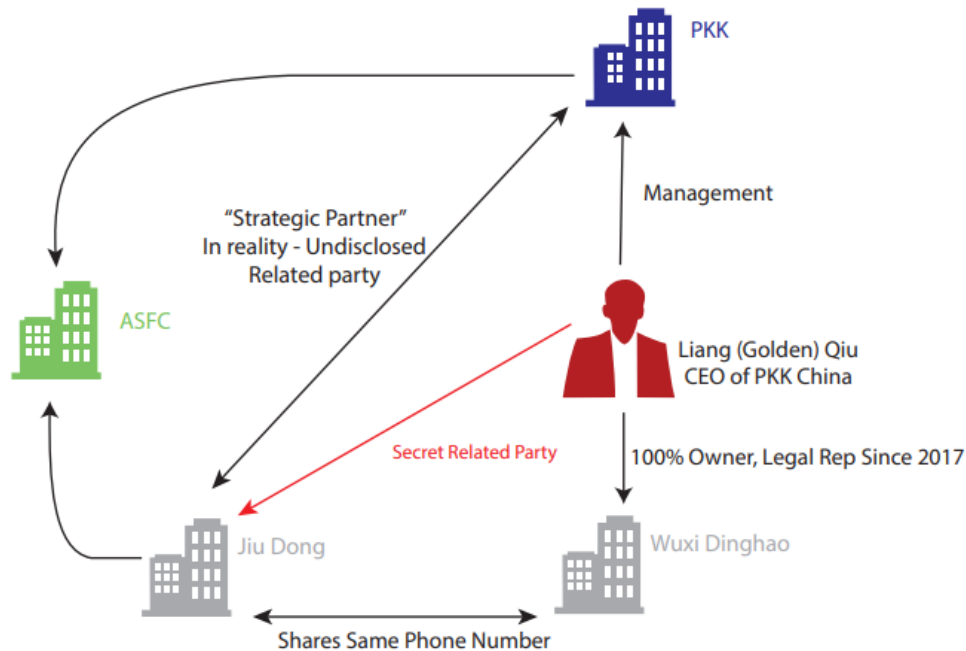 PKK
Management
“Strategic Partner”
In reality - Undisclosed
Related party
ASFC
Liang (Golden) Qiu
CEO of PKK China
Secret Related Party
100% Owner, Legal Rep Since 2017
Jiu Dong
Wuxi Dinghao
Shares Same Phone Number